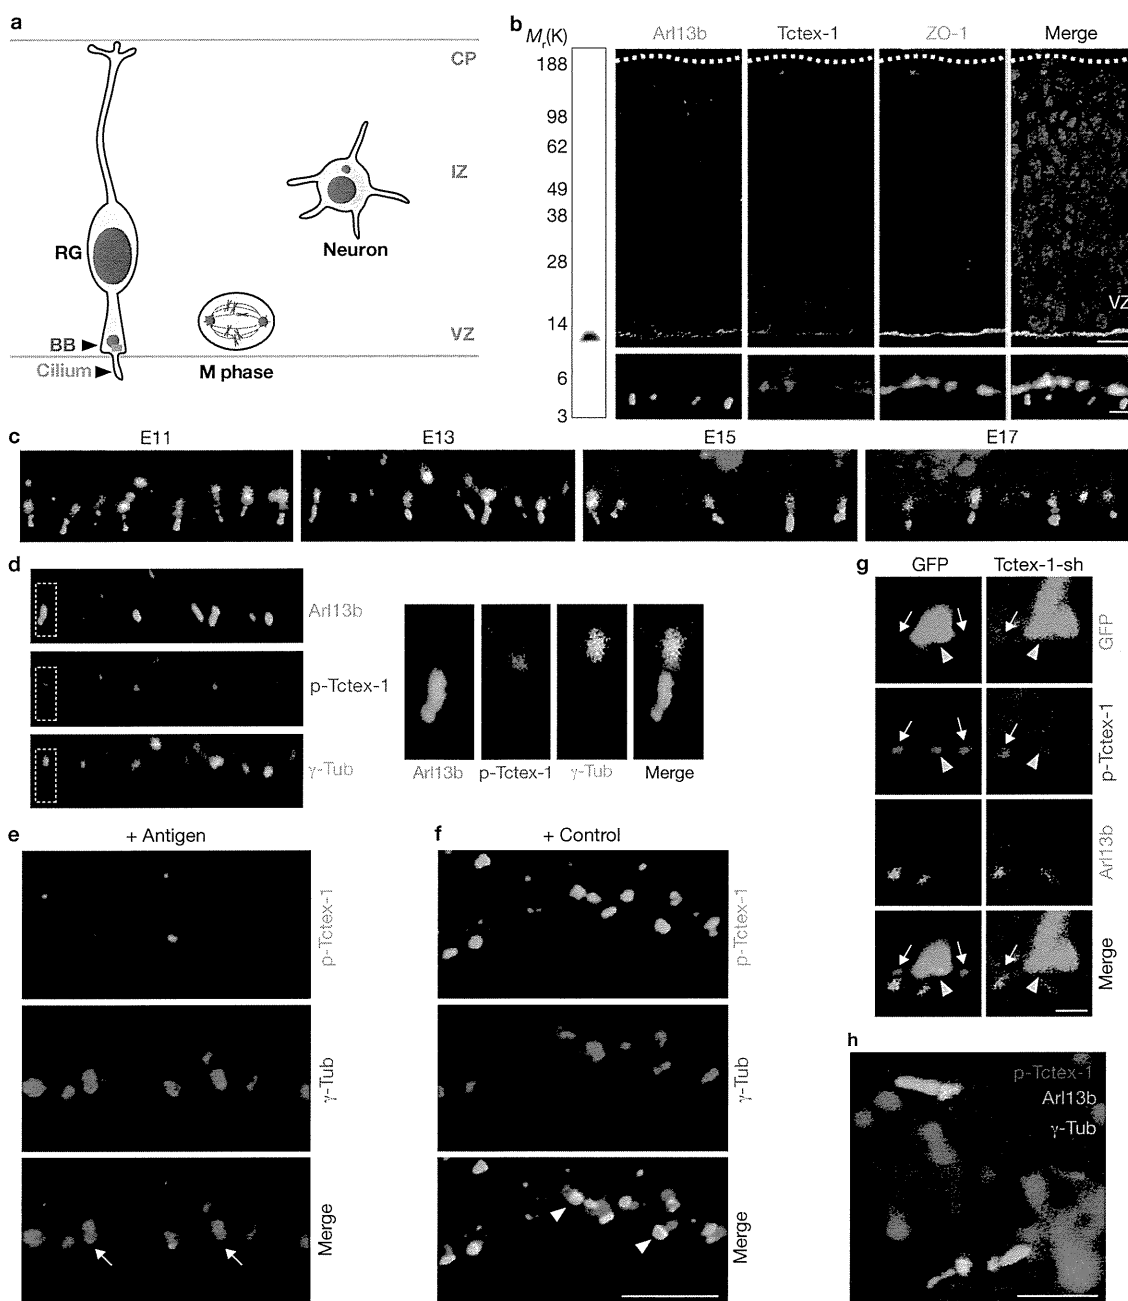 a
CP
IZ
RG
Neuron
BB
VZ
Cilium
M phase
b
Mr(K)
Arl13b
Tctex-1
ZO-1
Merge
188
98
62
49
38
28
14
6
3
VZ
c
E11
E13
E15
E17
d
Arl13b
p-Tctex-1
γ-Tub
Arl13b
p-Tctex-1
γ-Tub
Merge
e
+ Antigen
p-Tctex-1
γ-Tub
Merge
f
+ Control
p-Tctex-1
γ-Tub
Merge
g
GFP
Tctex-1-sh
GFP
p-Tctex-1
Arl13b
Merge
h
p-Tctex-1
Arl13b
γ-Tub